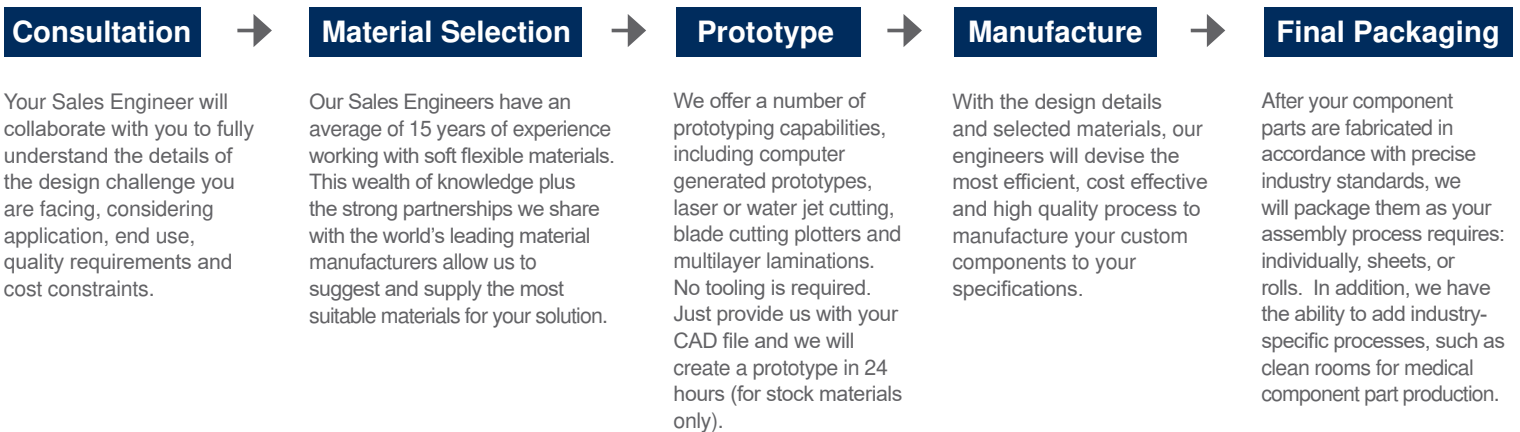 Consultation
Your Sales Engineer will
collaborate with you to fully
understand the details of
the design challenge you
are facing, considering
application, end use,
quality requirements and
cost constraints.
Material Selection
Our Sales Engineers have an
average of 15 years of experience
working with soft flexible materials.
This wealth of knowledge plus
the strong partnerships we share
with the world's leading material
manufacturers allow us to
suggest and supply the most
suitable materials for your solution.
Prototype
We offer a number of
prototyping capabilities,
including computer
generated prototypes,
laser or water jet cutting,
blade cutting plotters and
multilayer laminations.
No tooling is required.
Just provide us with your
CAD file and we will
create a prototype in 24
hours (for stock materials
only).
Manufacture
With the design details
and selected materials, our
engineers will devise the
most efficient, cost effective
and high quality process to
manufacture your custom
components to your
specifications.
Final Packaging
After your component
parts are fabricated in
accordance with precise
industry standards, we
will package them as your
assembly process requires:
individually, sheets, or
rolls.  In addition, we have
the ability to add industry-
specific processes, such as
clean rooms for medical
component part production.